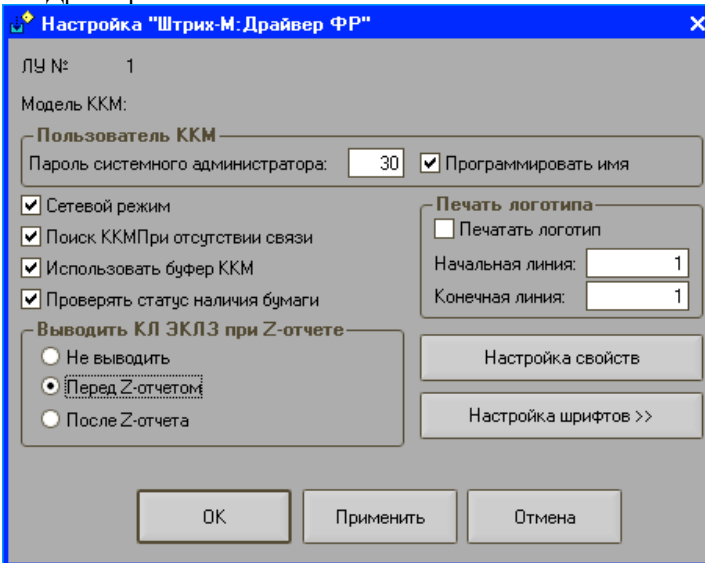 Настройка "Штрих-М: Драйвер ФР"
ЛУ № 1
Модель ККМ:
Пользователь ККМ
Пароль системного администратора: 30 Программировать имя
Сетевой режим
Поиск ККМПри отсутствии связи
Использовать буфер ККМ
Проверять статус наличия бумаги
Печать логотипа
Печатать логотип
Начальная линия: 1
Конечная линия: 1
Выводить КЛ ЭКЛЗ при Z-отчете
Не выводить
Перед Z-отчетом
После Z-отчета
Настройка свойств
Настройка шрифтов >>
OK Применить Отмена